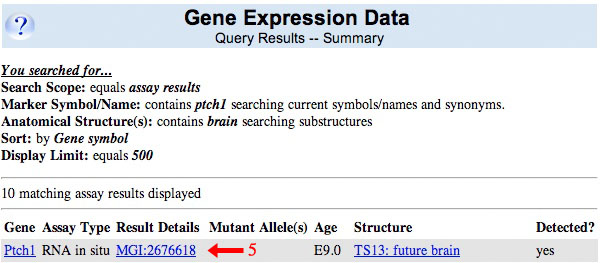 ?
Gene Expression Data
Query Results -- Summary
You searched for...
Search Scope: equals assay results
Marker Symbol/Name: contains ptch1 searching current symbols/names and synonyms.
Anatomical Structure(s): contains brain searching substructures
Sort: by Gene symbol
Display Limit: equals 500
10 matching assay results displayed
Gene Assay Type Result Details Mutant Allele(s) Age Structure Detected?
Ptch1 RNA in situ MGI:2676618 5 E9.0 TS13: future brain yes